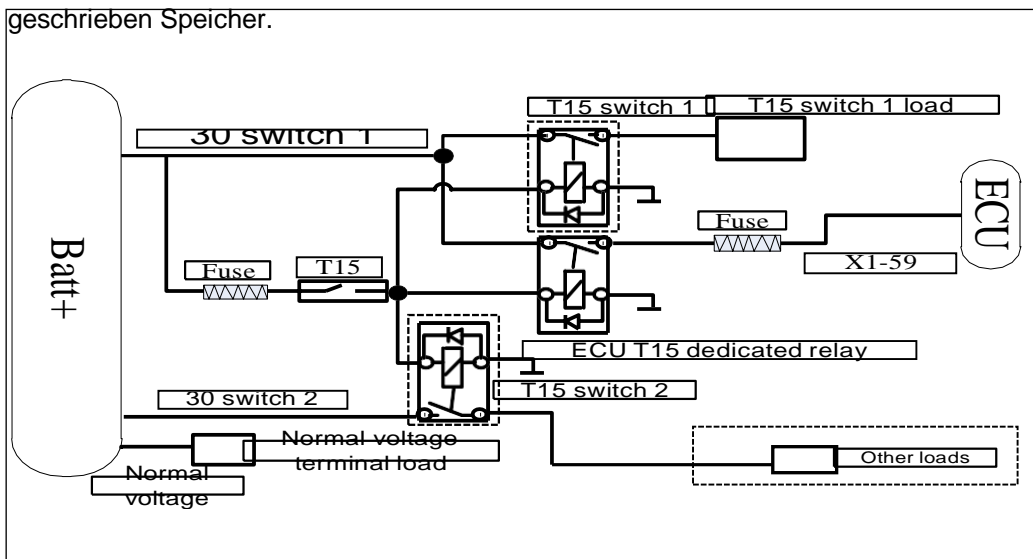 geschrieben Speicher.
T15 switch 1
T15 switch 1 load
30 switch 1
ECU
Batt+
Fuse
Fuse
T15
X1-59
ECU T15 dedicated relay
30 switch 2
T15 switch 2
Normal voltage
terminal load
Other loads
Normal
voltage